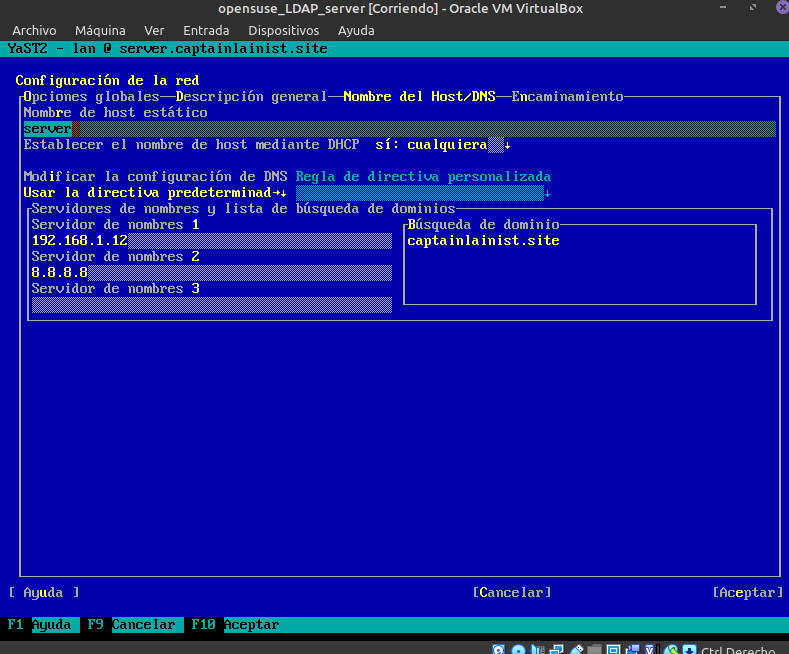 opensuse_LDAP_server [Corriendo] - Oracle VM VirtualBox
Archivo Máquina Ver Entrada Dispositivos Ayuda
YaST2 - lan @ server.captainlainist.site
Configuración de la red
Opciones globales—Descripción general—Nombre del Host/DNS—Encaminamiento
Nombre de host estático
server
Establecer el nombre de host mediante DHCP sí: cualquiera↓
Modificar la configuración de DNS Regla de directiva personalizada
Usar la directiva predeterminad→↓ ↓
Servidores de nombres y lista de búsqueda de dominios
Servidor de nombres 1 Búsqueda de dominio
192.168.1.12 captainlainist.site
Servidor de nombres 2
8.8.8.8
Servidor de nombres 3
[ Ayuda ] [Cancelar] [Aceptar]
F1 Ayuda F9 Cancelar F10 Aceptar
Ctrl Derecho